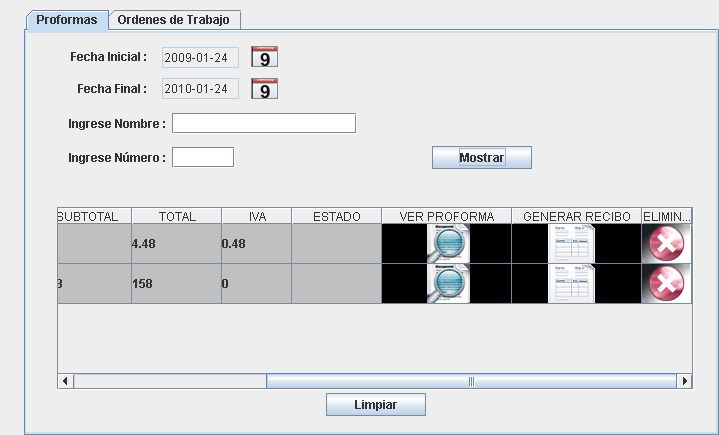 Proformas Ordenes de Trabajo
Fecha Inicial : 2009-01-24 9
Fecha Final : 2010-01-24 9
Ingrese Nombre :
Ingrese Número :
Mostrar
SUBTOTAL TOTAL IVA ESTADO VER PROFORMA GENERAR RECIBO ELIMIN...
4.48 0.48
158 0
Limpiar